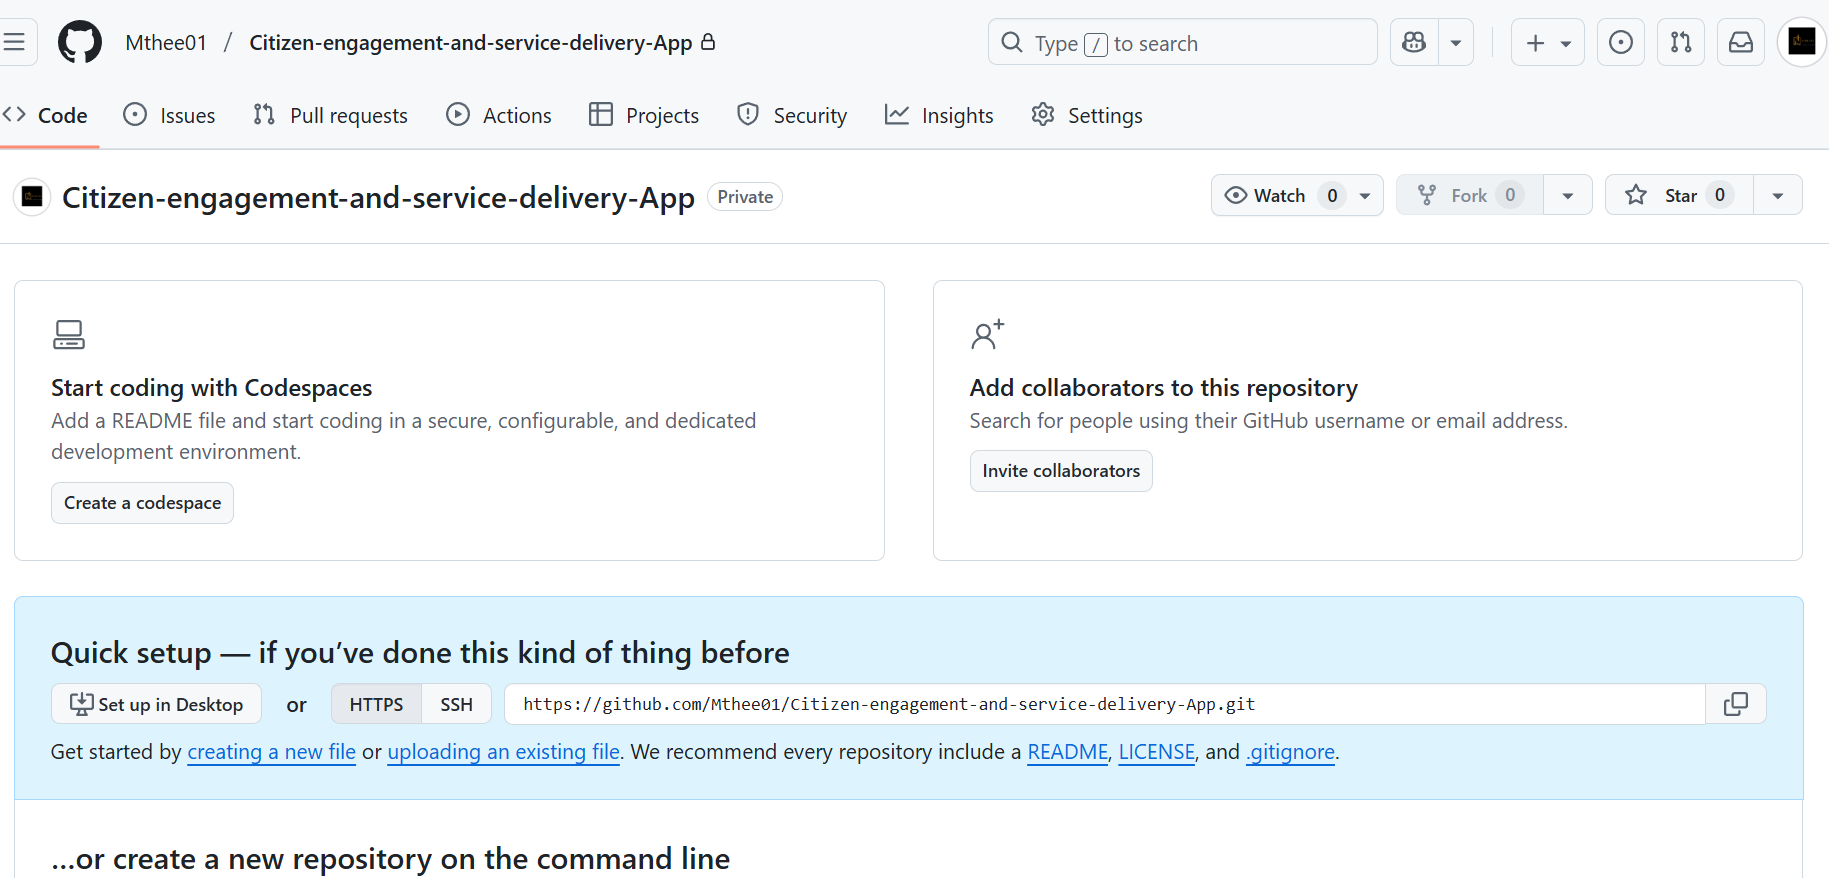 Mthee01 / Citizen-engagement-and-service-delivery-App
Type / to search
Code Issues Pull requests Actions Projects Security Insights Settings
Citizen-engagement-and-service-delivery-App Private
Watch 0 Fork 0 Star 0
Start coding with Codespaces
Add a README file and start coding in a secure, configurable, and dedicated
development environment.
Create a codespace
Add collaborators to this repository
Search for people using their GitHub username or email address.
Invite collaborators
Quick setup — if you’ve done this kind of thing before
Set up in Desktop or HTTPS SSH https://github.com/Mthee01/Citizen-engagement-and-service-delivery-App.git
Get started by creating a new file or uploading an existing file. We recommend every repository include a README, LICENSE, and .gitignore.
…or create a new repository on the command line